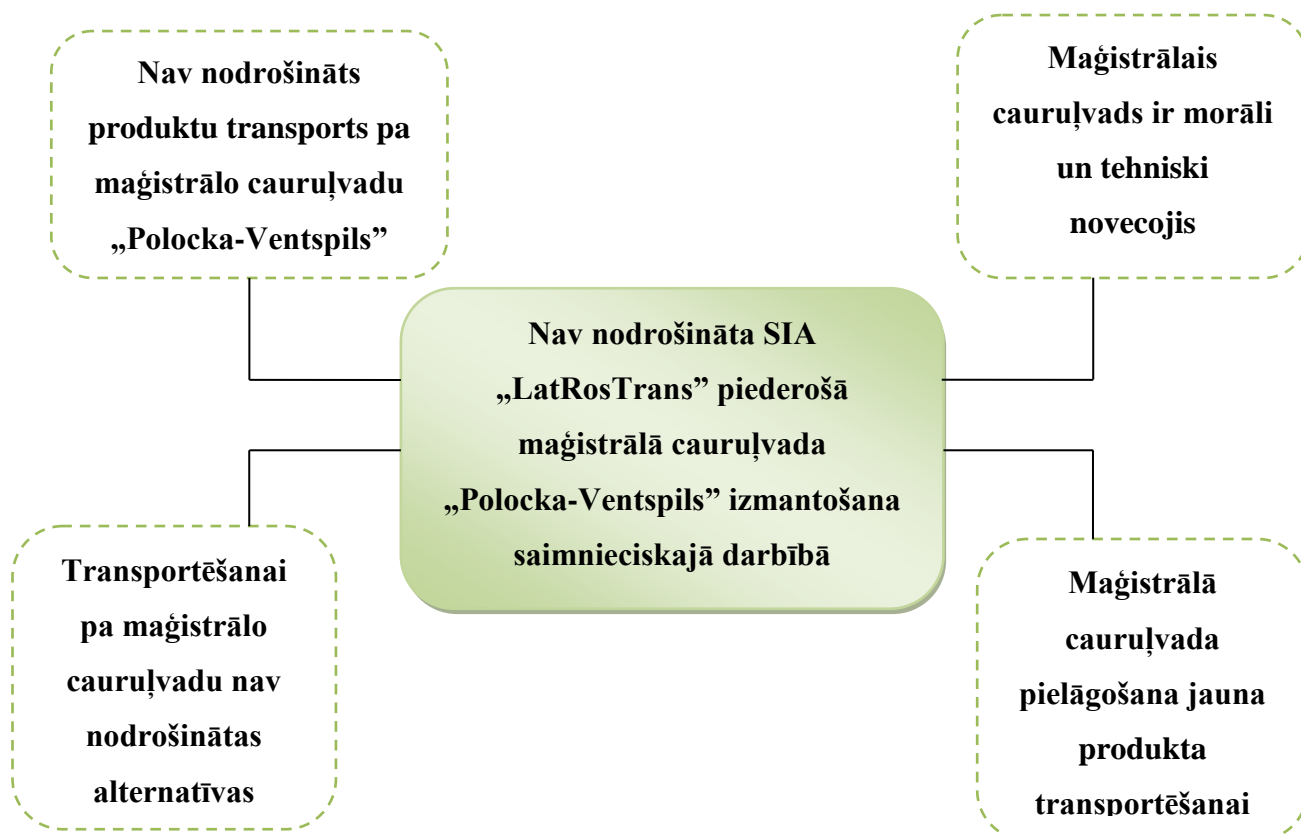 Nav nodrošināts
produktu transports pa
maģistrālo cauruļvadu
„Polocka-Ventspils”
Maģistrālais
cauruļvads ir morāli
un tehniski
novecojis
Nav nodrošināta SIA
„LatRosTrans” piederošā
maģistrālā cauruļvada
„Polocka-Ventspils” izmantošana
saimnieciskajā darbībā
Transportēšanai
pa maģistrālo
cauruļvadu nav
nodrošinātas
alternatīvas
Maģistrālā
cauruļvada
pielāgošana jauna
produkta
transportēšanai